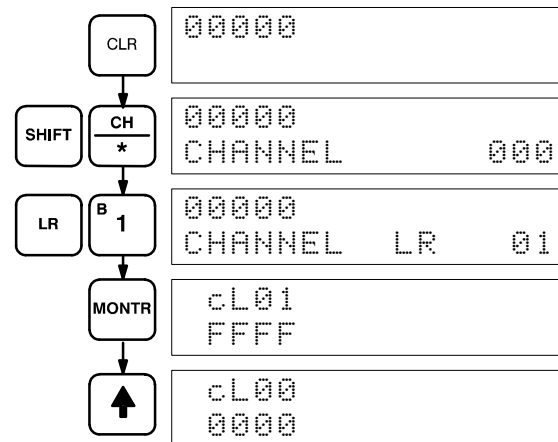 CLR
00000
SHIFT
CH
*
00000
CHANNEL 000
LR
B
1
00000
CHANNEL LR 01
MONTR
cL01
FFFF
cL00
0000